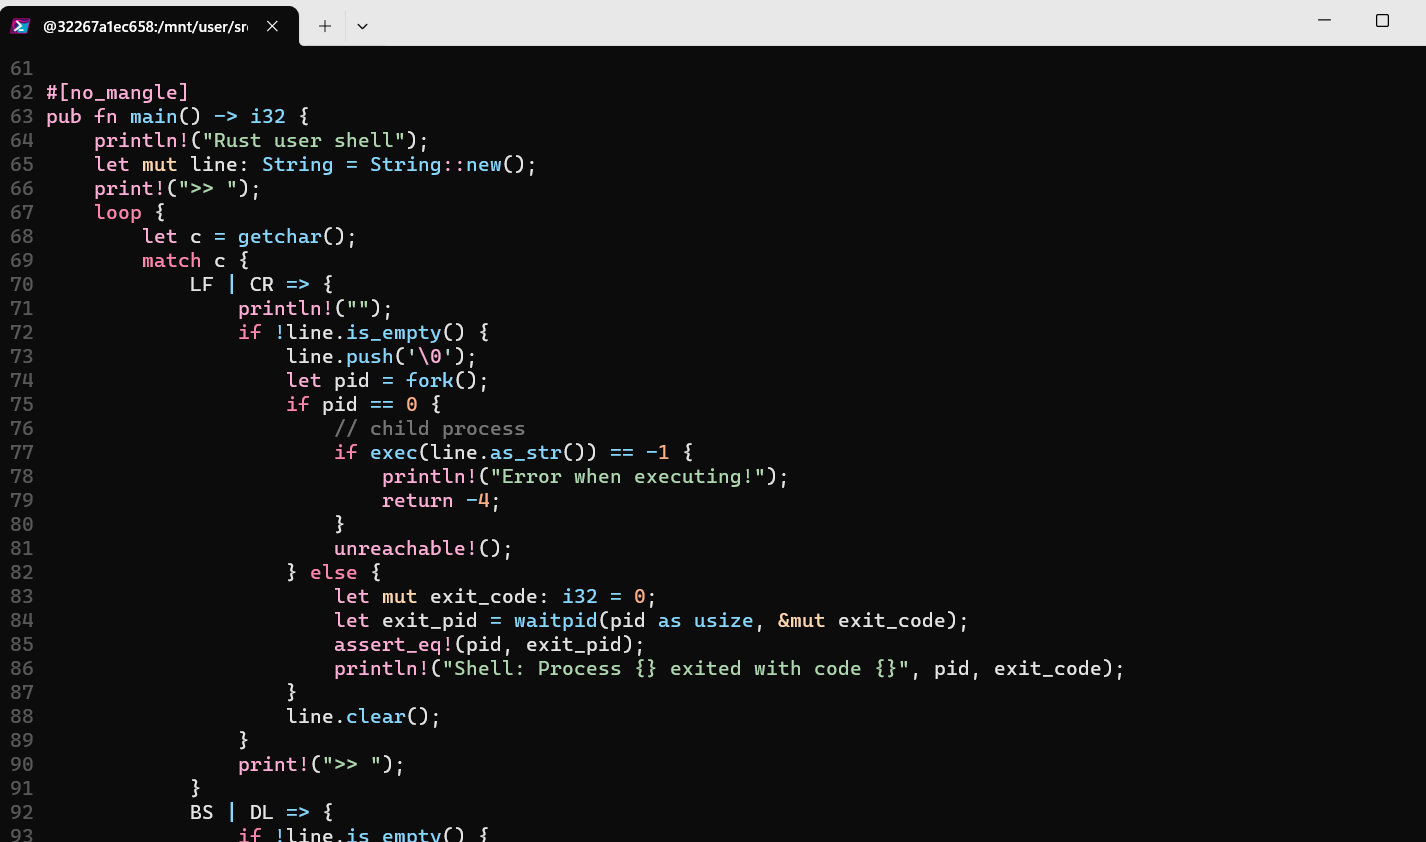 @32267a1ec658:/mnt/user/sr
61
62 #[no_mangle]
63 pub fn main() -> i32 {
64     println!("Rust user shell");
65     let mut line: String = String::new();
66     print!(">> ");
67     loop {
68         let c = getchar();
69         match c {
70             LF | CR => {
71                 println!("");
72                 if !line.is_empty() {
73                     line.push('\0');
74                     let pid = fork();
75                     if pid == 0 {
76                         // child process
77                         if exec(line.as_str()) == -1 {
78                             println!("Error when executing!");
79                             return -4;
80                         }
81                         unreachable!();
82                     } else {
83                         let mut exit_code: i32 = 0;
84                         let exit_pid = waitpid(pid as usize, &mut exit_code);
85                         assert_eq!(pid, exit_pid);
86                         println!("Shell: Process {} exited with code {}", pid, exit_code);
87                     }
88                     line.clear();
89                 }
90                 print!(">> ");
91             }
92             BS | DL => {
93                 if !line.is_empty() {